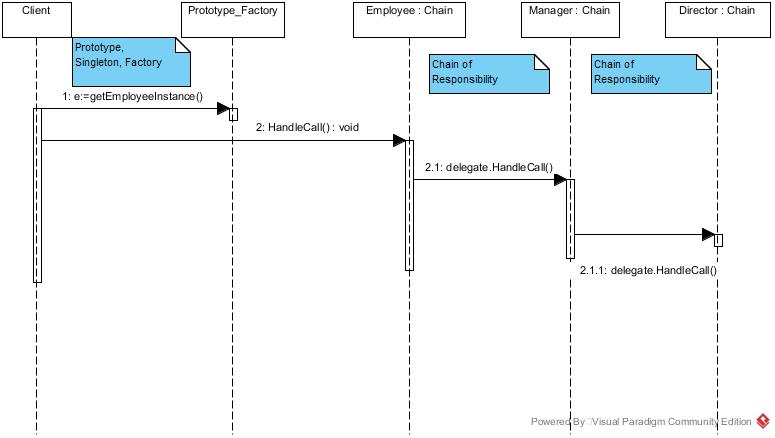 Client
Prototype_Factory
Employee : Chain
Manager : Chain
Director : Chain
Prototype,
Singleton, Factory
Chain of
Responsibility
Chain of
Responsibility
1: e:=getEmployeeInstance()
2: HandleCall() : void
2.1: delegate.HandleCall()
2.1.1: delegate.HandleCall()
Powered By Visual Paradigm Community Edition